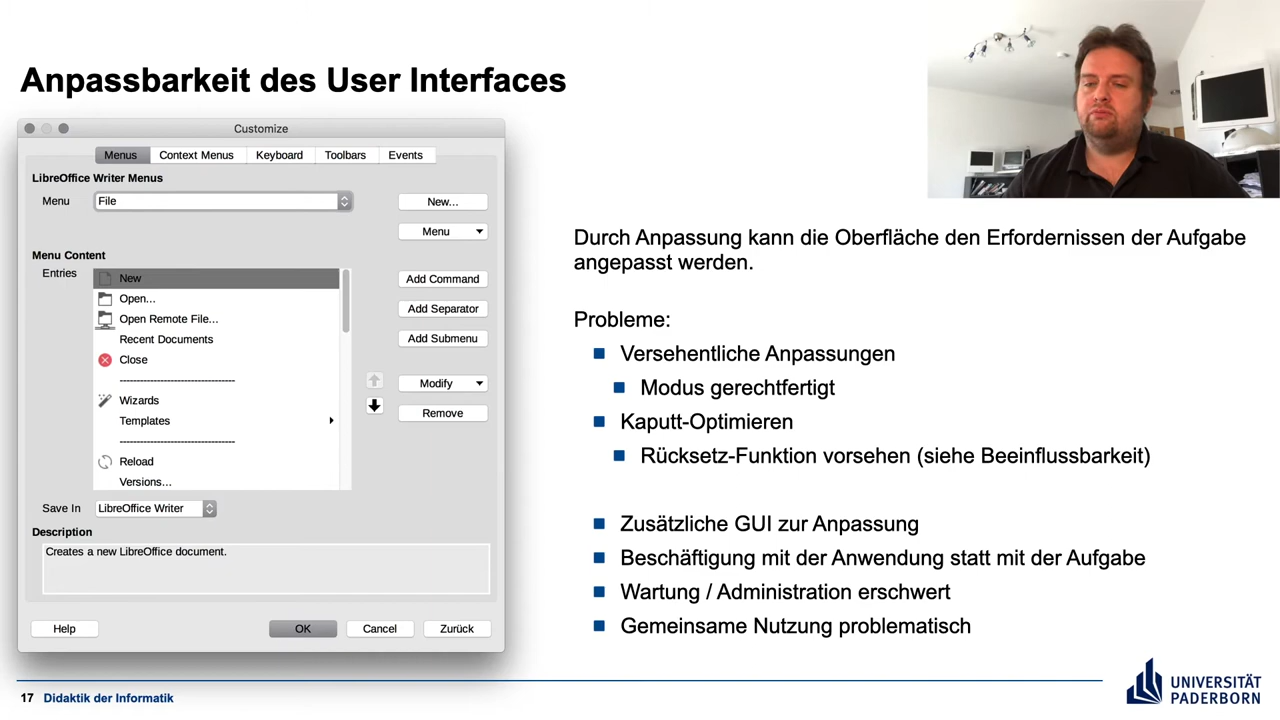 Anpassbarkeit des User Interfaces
Customize
Menus
Context Menus
Keyboard
Toolbars
Events
LibreOffice Writer Menus
Menu
File
New...
Menu
Menu Content
Entries
New
Open...
Open Remote File...
Recent Documents
Close
----------------------------------
Wizards
Templates
----------------------------------
Reload
Versions...
Add Command
Add Separator
Add Submenu
Modify
Remove
Save In
LibreOffice Writer
Description
Creates a new LibreOffice document.
Help
OK
Cancel
Zurück
Durch Anpassung kann die Oberfläche den Erfordernissen der Aufgabe
angepasst werden.
Probleme:
Versehentliche Anpassungen
Modus gerechtfertigt
Kaputt-Optimieren
Rücksetz-Funktion vorsehen (siehe Beeinflussbarkeit)
Zusätzliche GUI zur Anpassung
Beschäftigung mit der Anwendung statt mit der Aufgabe
Wartung / Administration erschwert
Gemeinsame Nutzung problematisch
17 Didaktik der Informatik
UNIVERSITÄT
PADERBORN